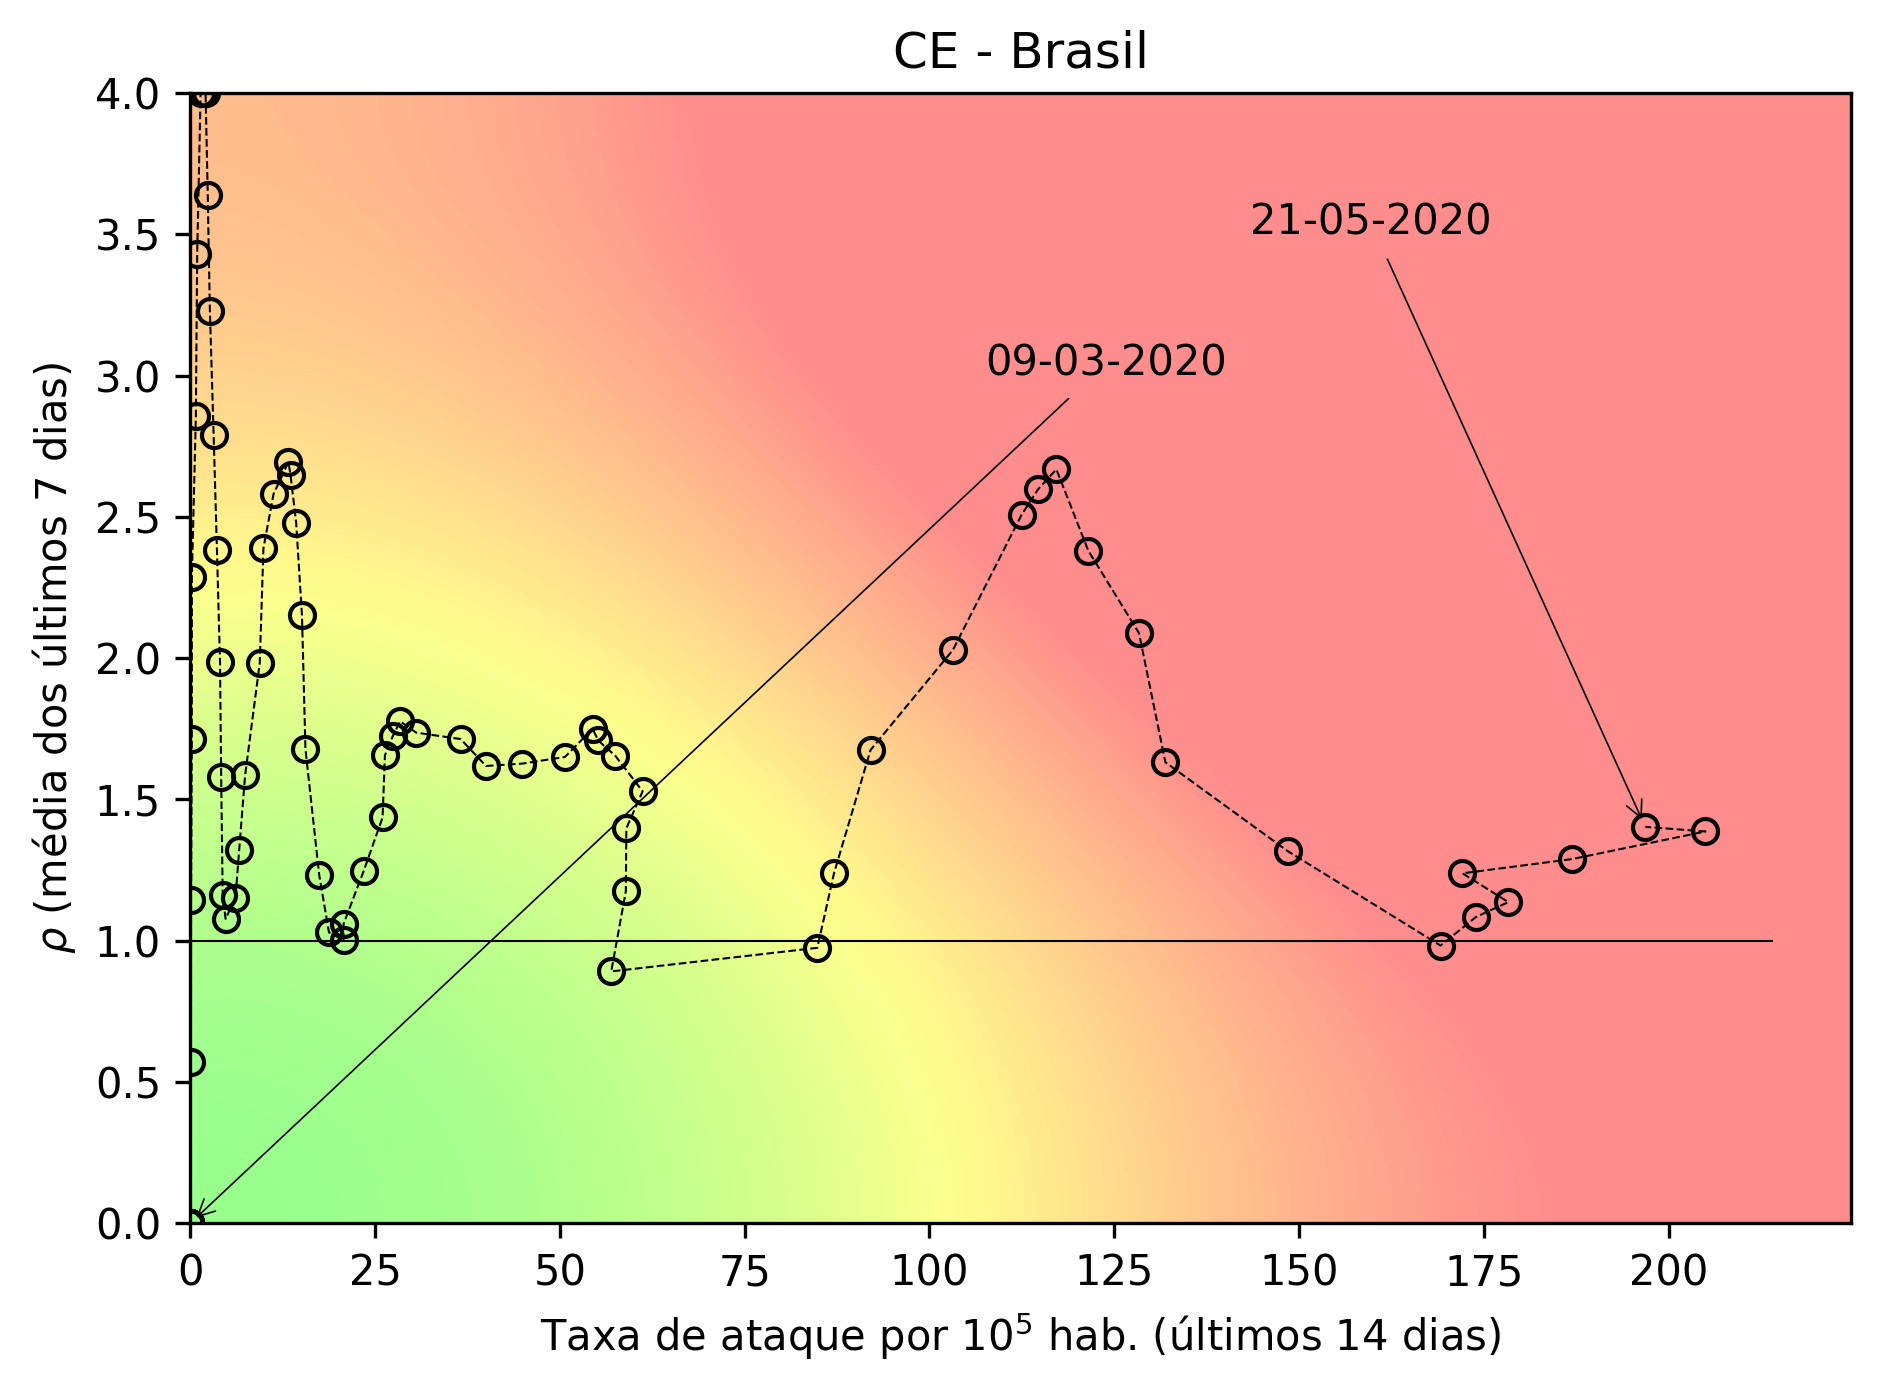 CE - Brasil
4.0
3.5
3.0
2.5
2.0
1.5
1.0
0.5
0.0
ρ (média dos últimos 7 dias)
21-05-2020
09-03-2020
0 25 50 75 100 125 150 175 200
Taxa de ataque por 10⁵ hab. (últimos 14 dias)